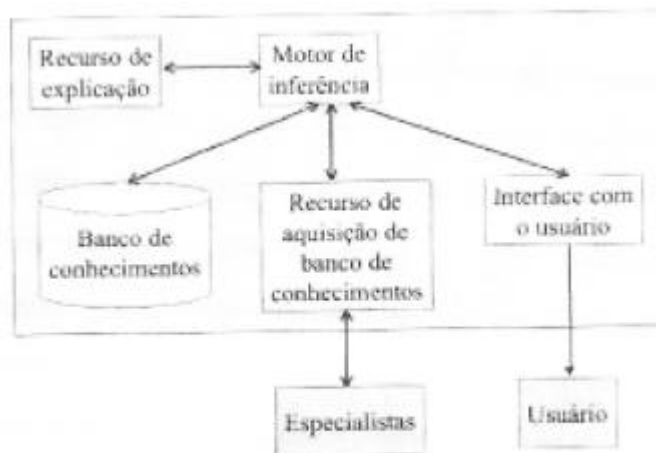 Recurso de
explicação
Motor de
inferência
Banco de
conhecimentos
Recurso de
aquisição de
banco de
conhecimentos
Interface com
o usuário
Especialistas
Usuário